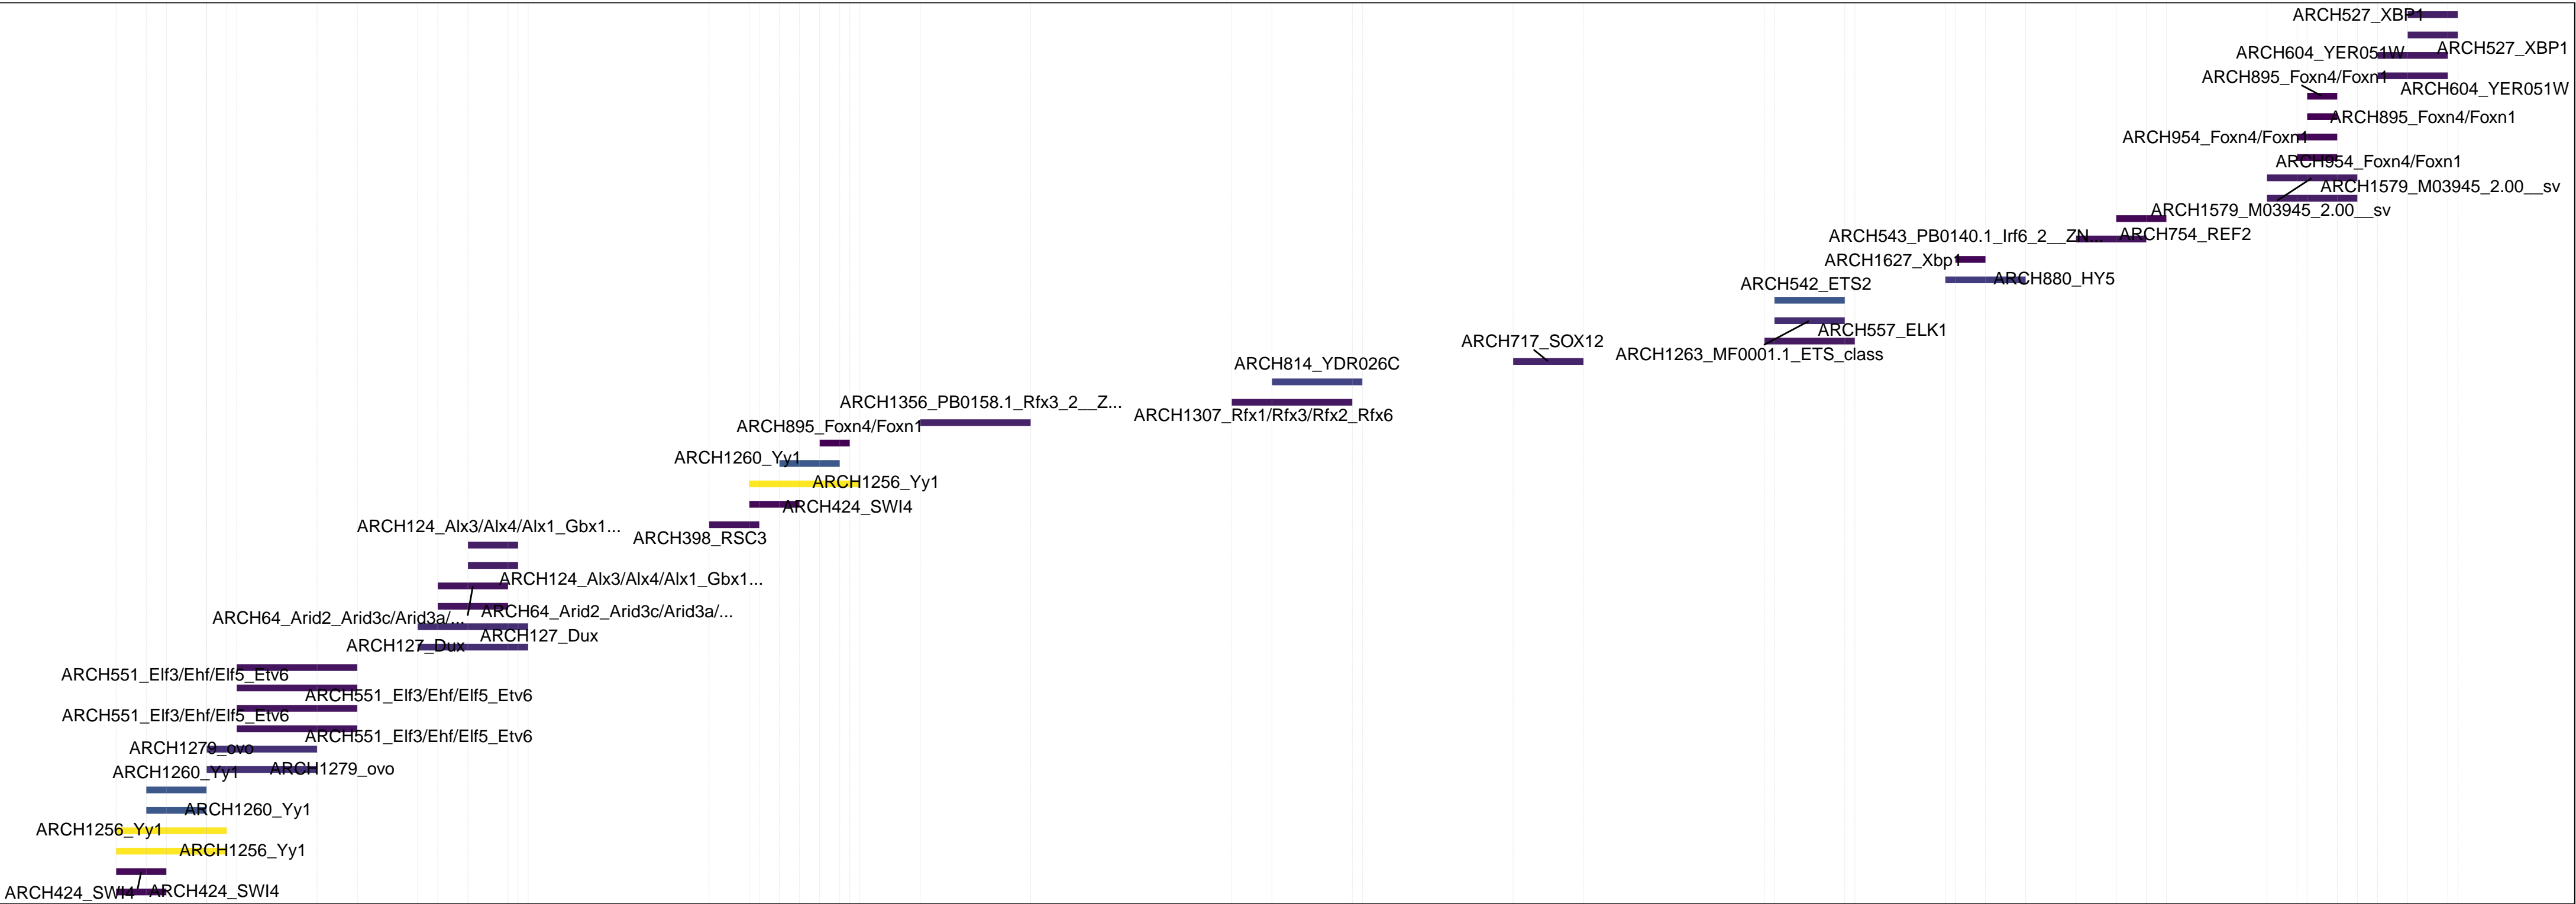 ARCH527_XBP1
ARCH527_XBP1
ARCH604_YER051W
ARCH895_Foxn4/Foxn1
ARCH604_YER051W
ARCH895_Foxn4/Foxn1
ARCH954_Foxn4/Foxn1
ARCH954_Foxn4/Foxn1
ARCH1579_M03945_2.00__sv
ARCH1579_M03945_2.00__sv
ARCH543_PB0140.1_Irf6_2__ZN...
ARCH754_REF2
ARCH1627_Xbp1
ARCH880_HY5
ARCH542_ETS2
ARCH557_ELK1
ARCH717_SOX12
ARCH1263_MF0001.1_ETS_class
ARCH814_YDR026C
ARCH1356_PB0158.1_Rfx3_2__Z...
ARCH1307_Rfx1/Rfx3/Rfx2_Rfx6
ARCH895_Foxn4/Foxn1
ARCH1260_Yy1
ARCH1256_Yy1
ARCH424_SWI4
ARCH124_Alx3/Alx4/Alx1_Gbx1...
ARCH398_RSC3
ARCH124_Alx3/Alx4/Alx1_Gbx1...
ARCH64_Arid2_Arid3c/Arid3a/...
ARCH64_Arid2_Arid3c/Arid3a/...
ARCH127_Dux
ARCH127_Dux
ARCH551_Elf3/Ehf/Elf5_Etv6
ARCH551_Elf3/Ehf/Elf5_Etv6
ARCH551_Elf3/Ehf/Elf5_Etv6
ARCH551_Elf3/Ehf/Elf5_Etv6
ARCH1279_ovo
ARCH1260_Yy1
ARCH1279_ovo
ARCH1260_Yy1
ARCH1256_Yy1
ARCH1256_Yy1
ARCH424_SWI4
ARCH424_SWI4